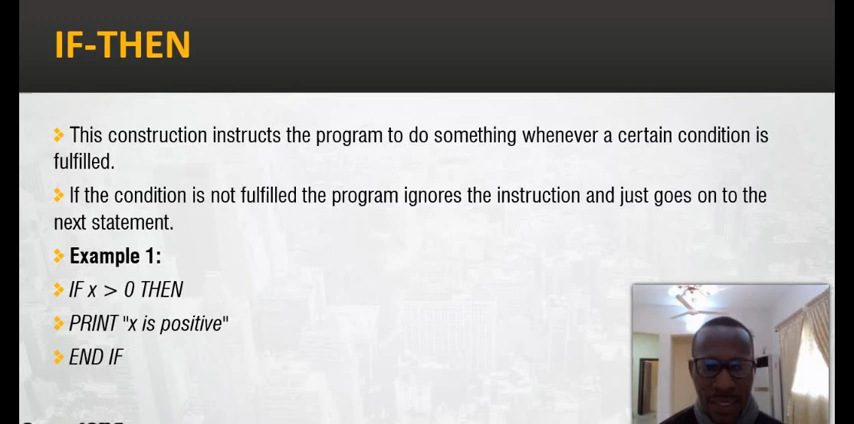 IF-THEN
This construction instructs the program to do something whenever a certain condition is
fulfilled.
If the condition is not fulfilled the program ignores the instruction and just goes on to the
next statement.
Example 1:
IF x > 0 THEN
PRINT "x is positive"
END IF